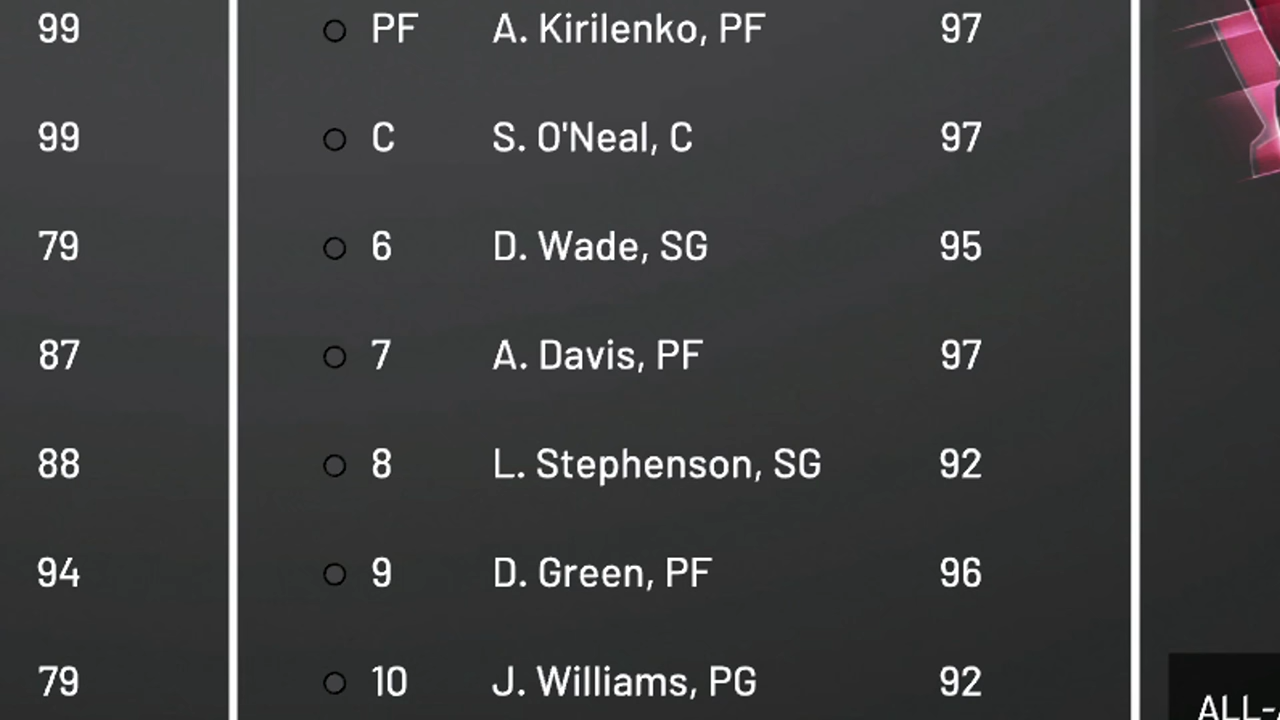 99 PF A. Kirilenko, PF 97
99 C S. O'Neal, C 97
79 6 D. Wade, SG 95
87 7 A. Davis, PF 97
88 8 L. Stephenson, SG 92
94 9 D. Green, PF 96
79 10 J. Williams, PG 92
ALL-